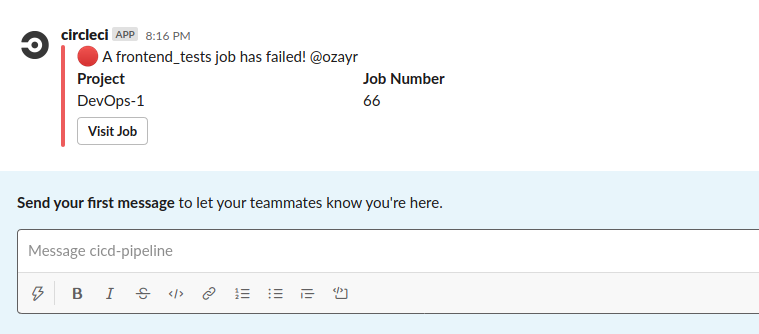 circleci APP 8:16 PM
A frontend_tests job has failed! @ozayr
Project Job Number
DevOps-1 66
Visit Job
Send your first message to let your teammates know you're here.
Message cicd-pipeline
B I S </>